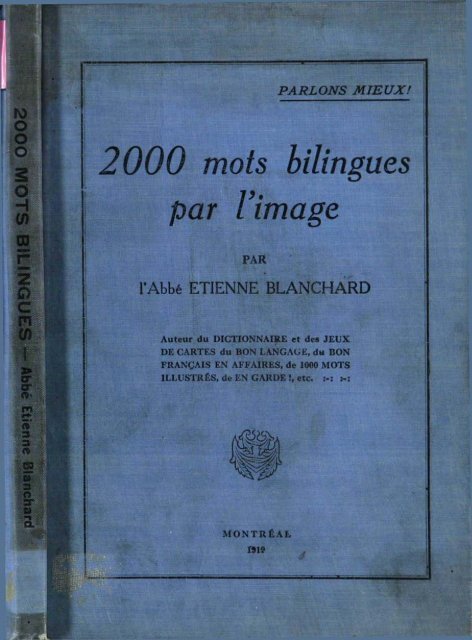 2000 MOTS BILINGUES — Abbé Etienne Blanchard
PARLONS MIEUX!
2000 mots bilingues
par l'image
PAR
l'Abbé ETIENNE BLANCHARD
Auteur du DICTIONNAIRE et des JEUX
DE CARTES du BON LANGAGE, du BON
FRANÇAIS EN AFFAIRES, de 1000 MOTS
ILLUSTRÉS, de EN GARDE!, etc. :-: :-:
MONTRÉAL
1919